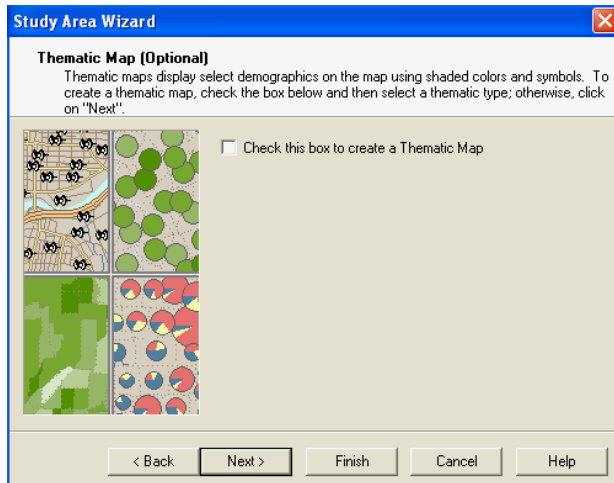 Study Area Wizard
Thematic Map (Optional)
Thematic maps display select demographics on the map using shaded colors and symbols. To
create a thematic map, check the box below and then select a thematic type; otherwise, click
on "Next".
Check this box to create a Thematic Map
< Back
Next >
Finish
Cancel
Help